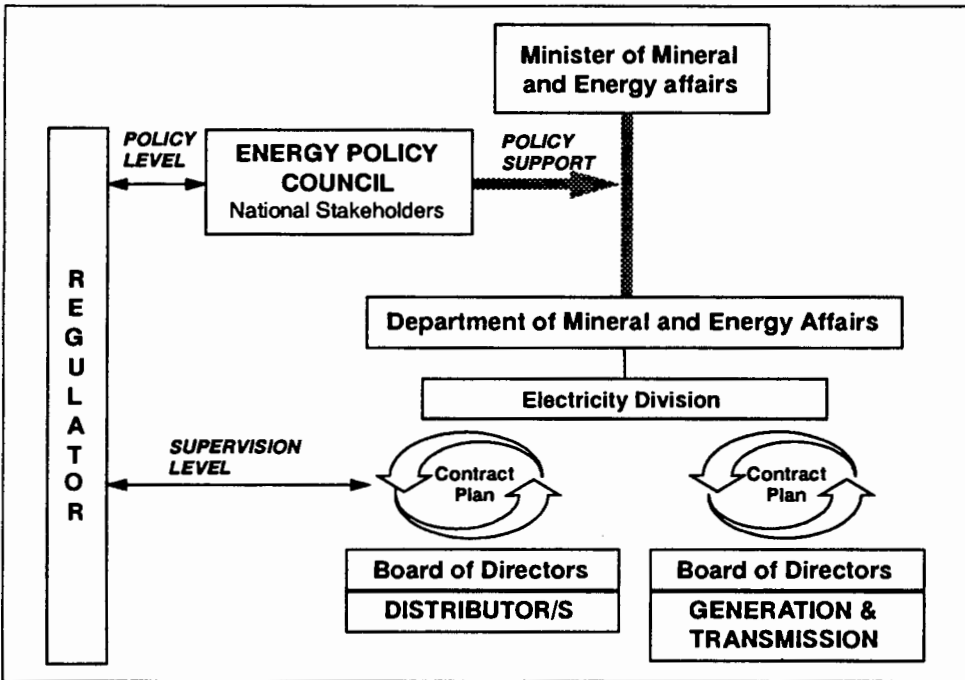 Minister of Mineral
and Energy affairs
POLICY
LEVEL
ENERGY POLICY
COUNCIL
National Stakeholders
POLICY
SUPPORT
REGULATOR
Department of Mineral and Energy Affairs
Electricity Division
SUPERVISION
LEVEL
Contract
Plan
Contract
Plan
Board of Directors
DISTRIBUTOR/S
Board of Directors
GENERATION &
TRANSMISSION